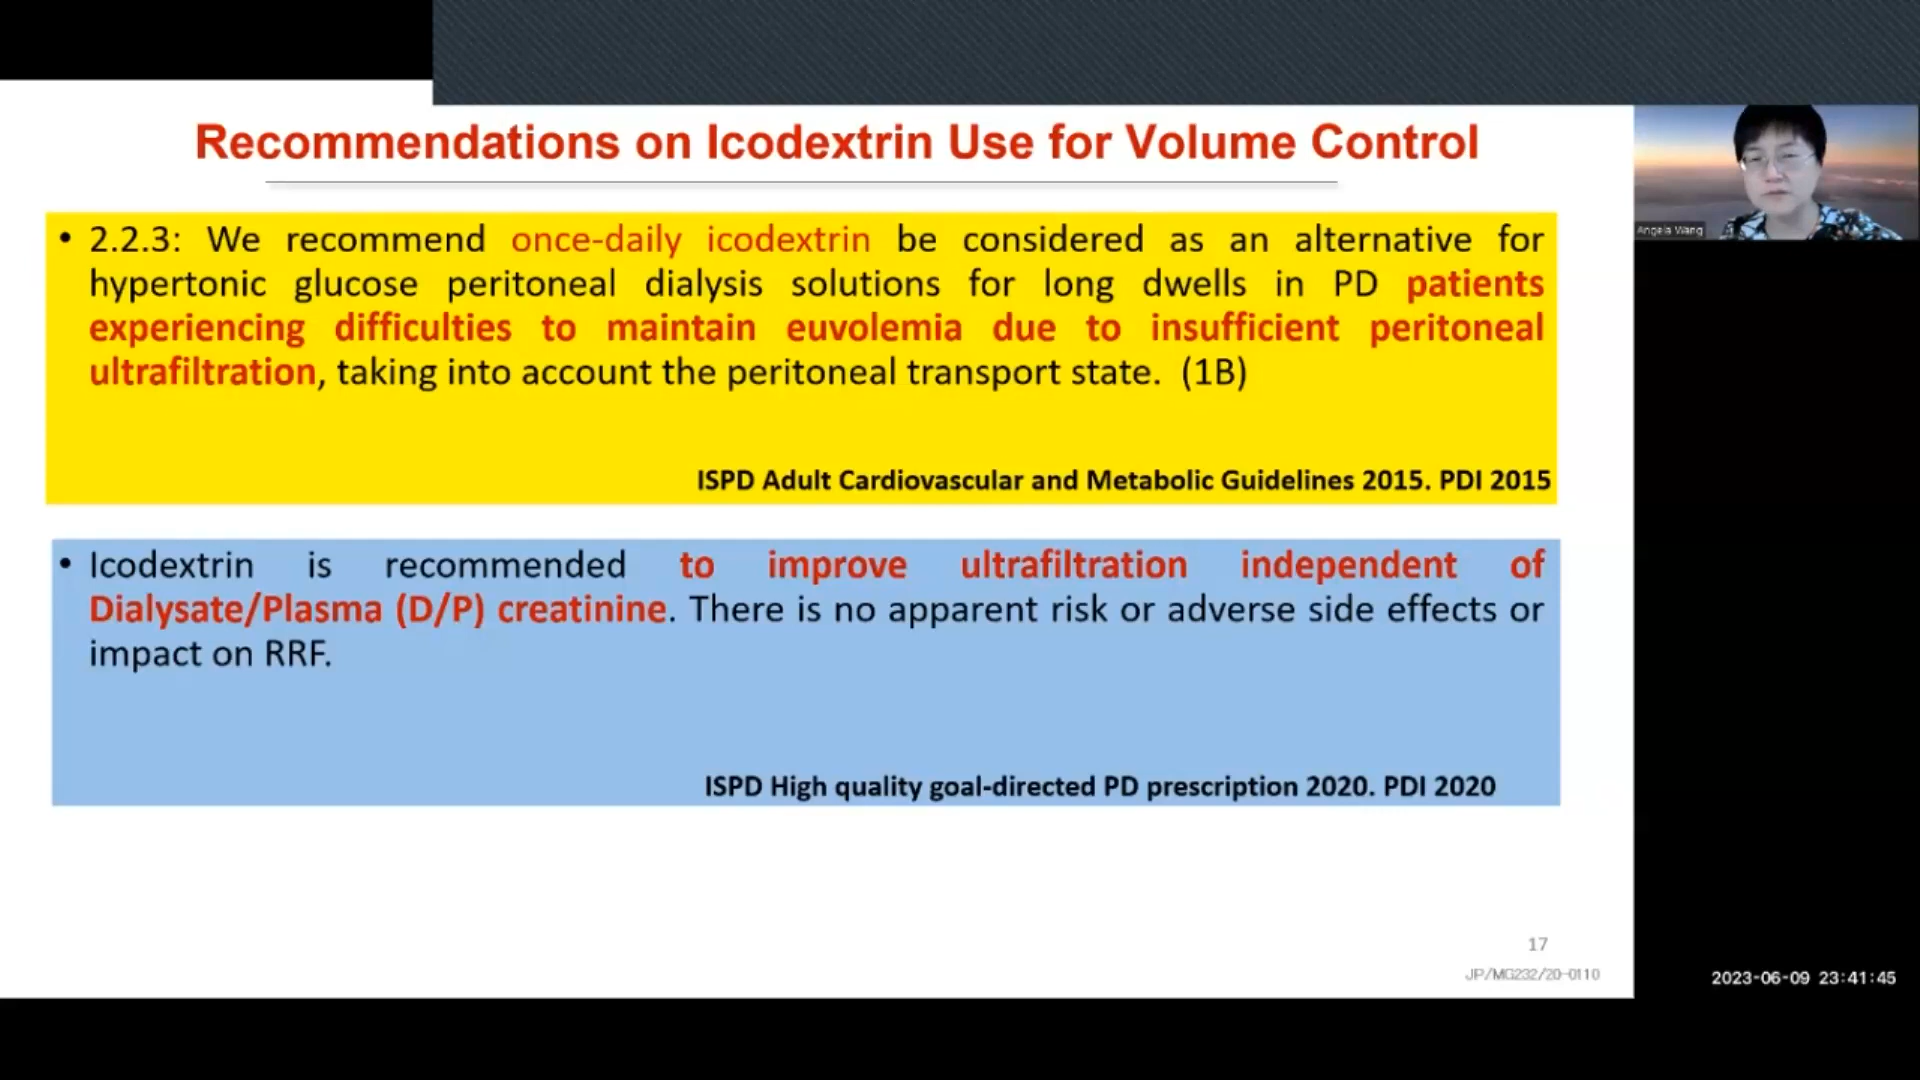 Recommendations on Icodextrin Use for Volume Control
• 2.2.3: We recommend once-daily icodextrin be considered as an alternative for
hypertonic glucose peritoneal dialysis solutions for long dwells in PD patients
experiencing difficulties to maintain euvolemia due to insufficient peritoneal
ultrafiltration, taking into account the peritoneal transport state. (1B)
ISPD Adult Cardiovascular and Metabolic Guidelines 2015. PDI 2015
• Icodextrin is recommended to improve ultrafiltration independent of
Dialysate/Plasma (D/P) creatinine. There is no apparent risk or adverse side effects or
impact on RRF.
ISPD High quality goal-directed PD prescription 2020. PDI 2020
17
JP/MG232/20-0110
Angela Wang
2023-06-09 23:41:45